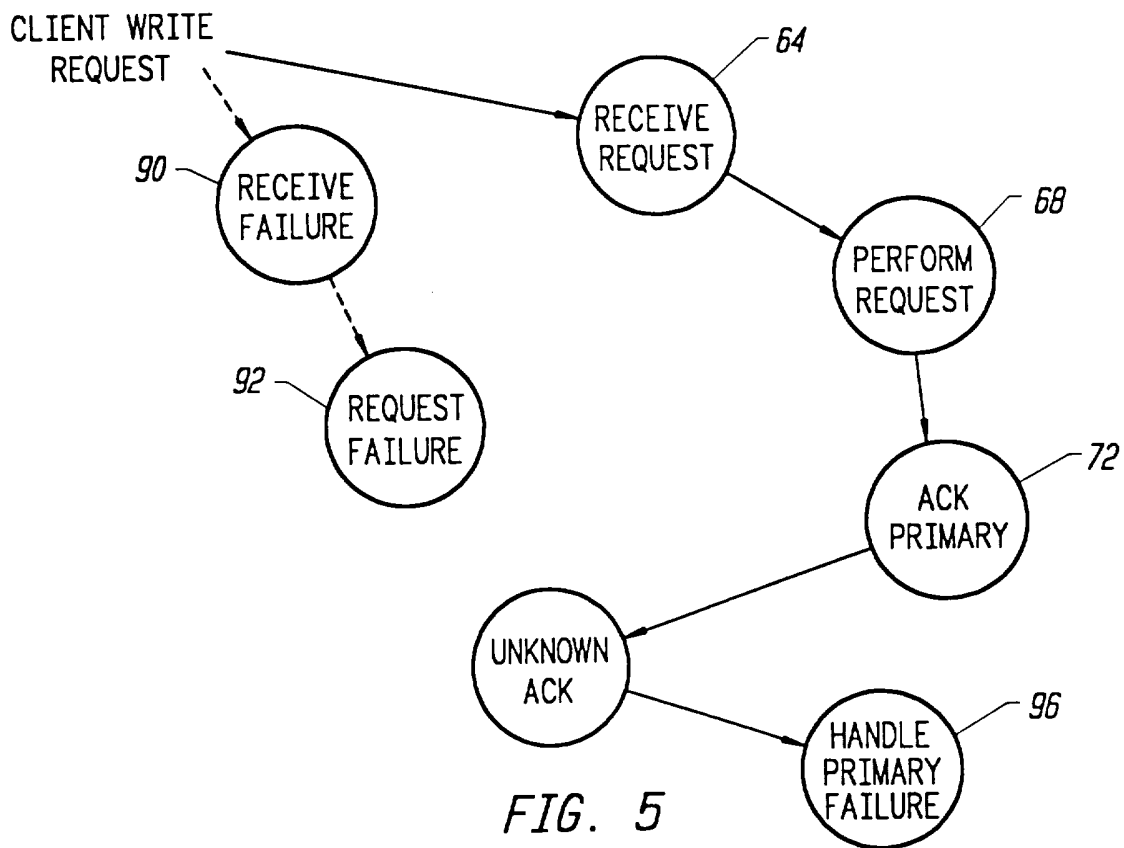 CLIENT WRITE
REQUEST
64
RECEIVE
REQUEST
90
RECEIVE
FAILURE
68
PERFORM
REQUEST
92
REQUEST
FAILURE
72
ACK
PRIMARY
UNKNOWN
ACK
96
HANDLE
PRIMARY
FAILURE
FIG. 5